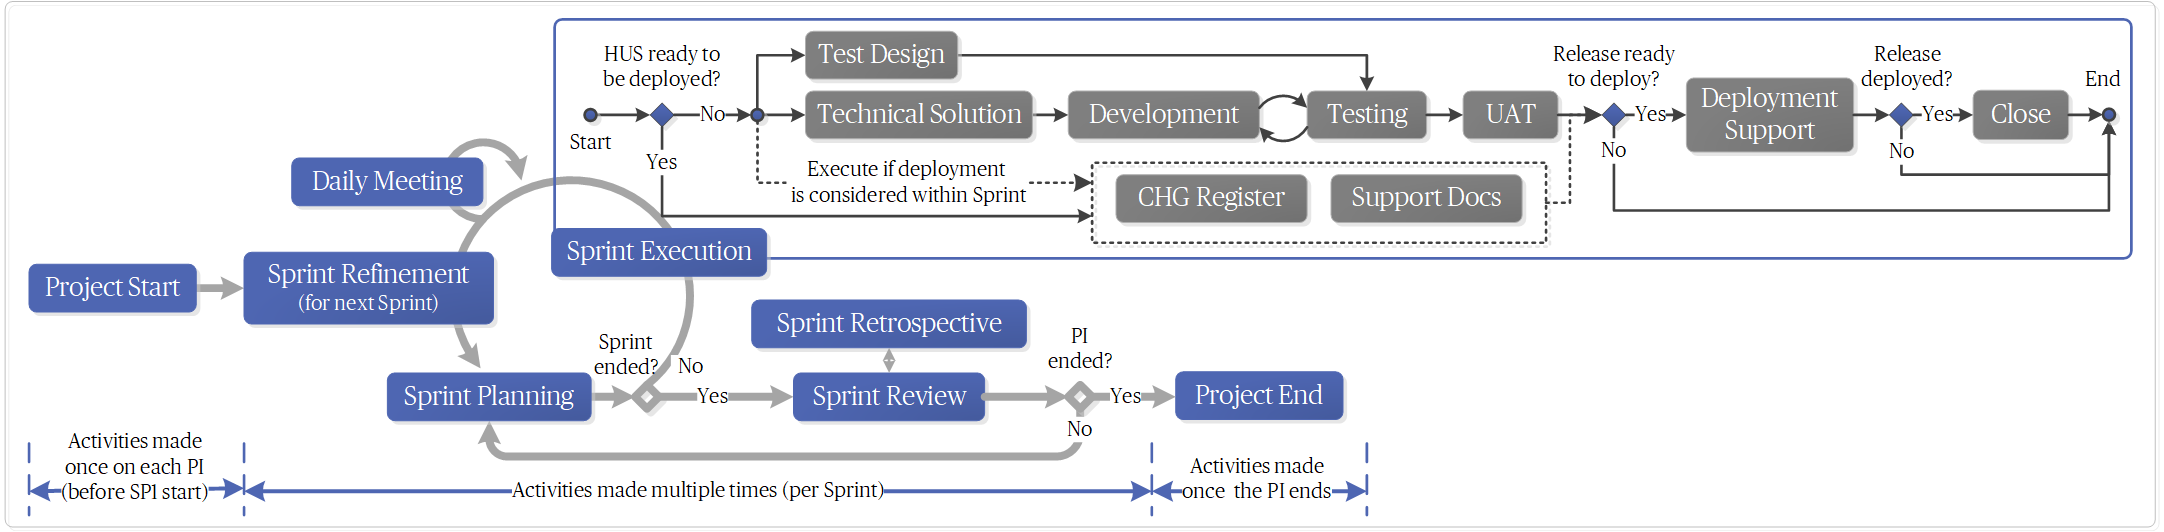 HUS ready to
be deployed?
Test Design
Release ready
to deploy?
Release
deployed?
End
Start
No
Technical Solution
Development
Testing
UAT
Yes
Deployment
Support
Yes
Close
Yes
No
No
Execute if deployment
is considered within Sprint
CHG Register
Support Docs
Daily Meeting
Sprint Execution
Project Start
Sprint Refinement
(for next Sprint)
Sprint Retrospective
Sprint
ended?
No
PI
ended?
Sprint Planning
Yes
Sprint Review
Yes
Project End
No
Activities made
once on each PI
(before SP1 start)
Activities made multiple times (per Sprint)
Activities made
once the PI ends